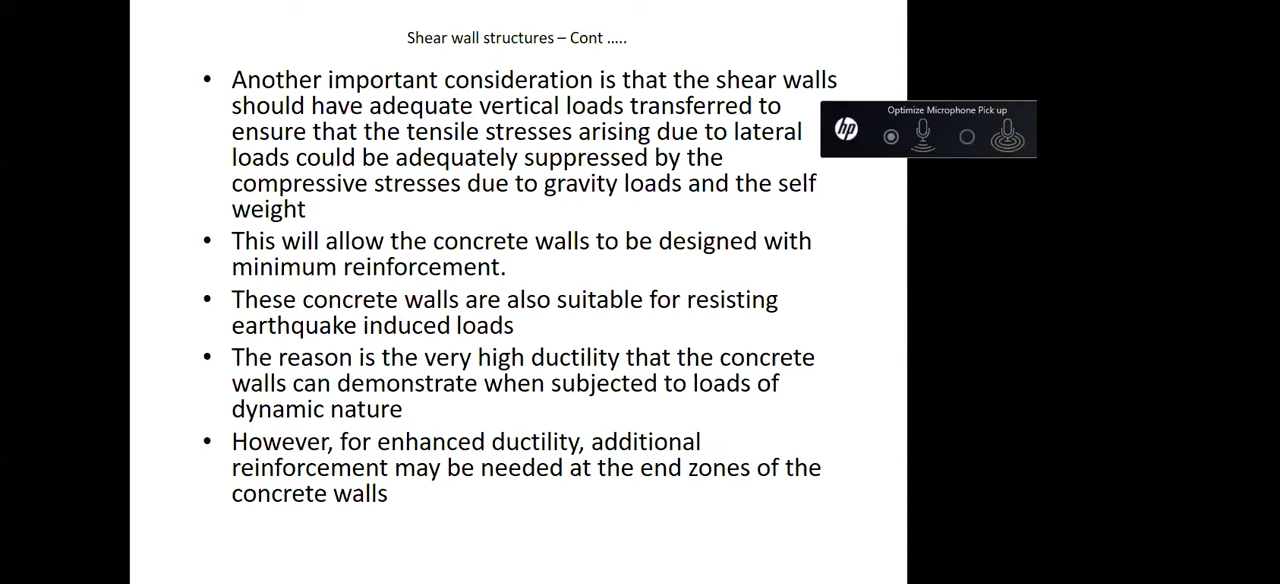 Shear wall structures – Cont .....
• Another important consideration is that the shear walls
should have adequate vertical loads transferred to
ensure that the tensile stresses arising due to lateral
loads could be adequately suppressed by the
compressive stresses due to gravity loads and the self
weight
• This will allow the concrete walls to be designed with
minimum reinforcement.
• These concrete walls are also suitable for resisting
earthquake induced loads
• The reason is the very high ductility that the concrete
walls can demonstrate when subjected to loads of
dynamic nature
• However, for enhanced ductility, additional
reinforcement may be needed at the end zones of the
concrete walls
Optimize Microphone Pick up
hp